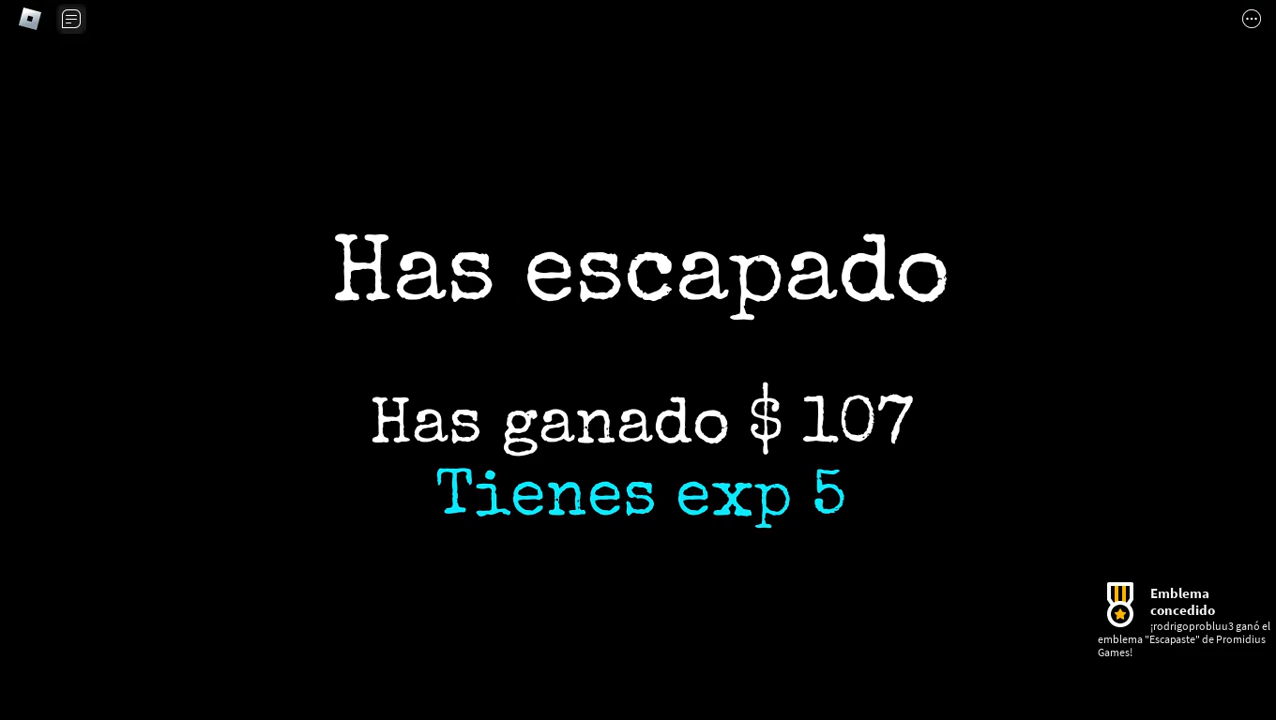 Has escapado
Has ganado $ 107
Tienes exp 5
Emblema
concedido
¡rodrigoprobluu3 ganó el
emblema "Escapaste" de Promidius
Games!